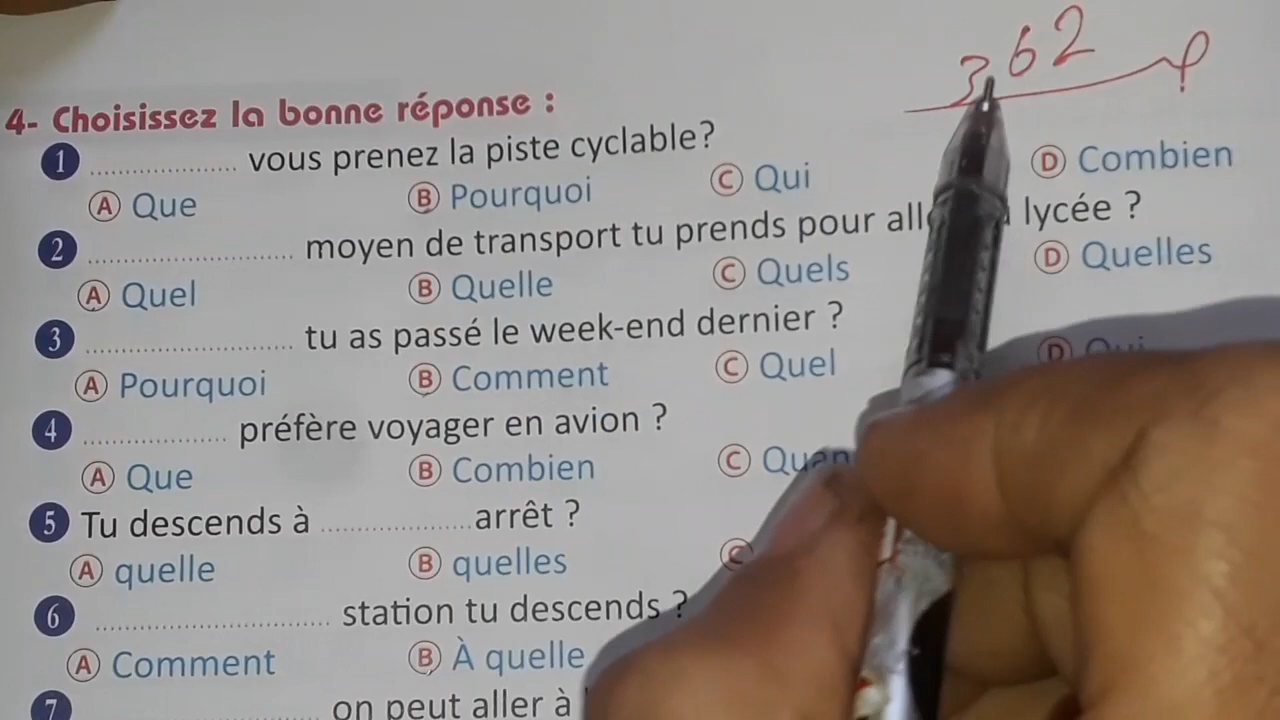 362
4- Choisissez la bonne réponse :
1 .................... vous prenez la piste cyclable?
A Que B Pourquoi C Qui D Combien
2 ............................ moyen de transport tu prends pour lycée ?
A Quel B Quelle C Quels D Quelles
3 ............................ tu as passé le week-end dernier ?
A Pourquoi B Comment C Quel D Qui
4 .................... préfère voyager en avion ?
A Que B Combien C
5 Tu descends à .................... arrêt ?
A quelle B quelles C
6 ................................ station tu descends ?
A Comment B À quelle
7 ................................ on peut aller à